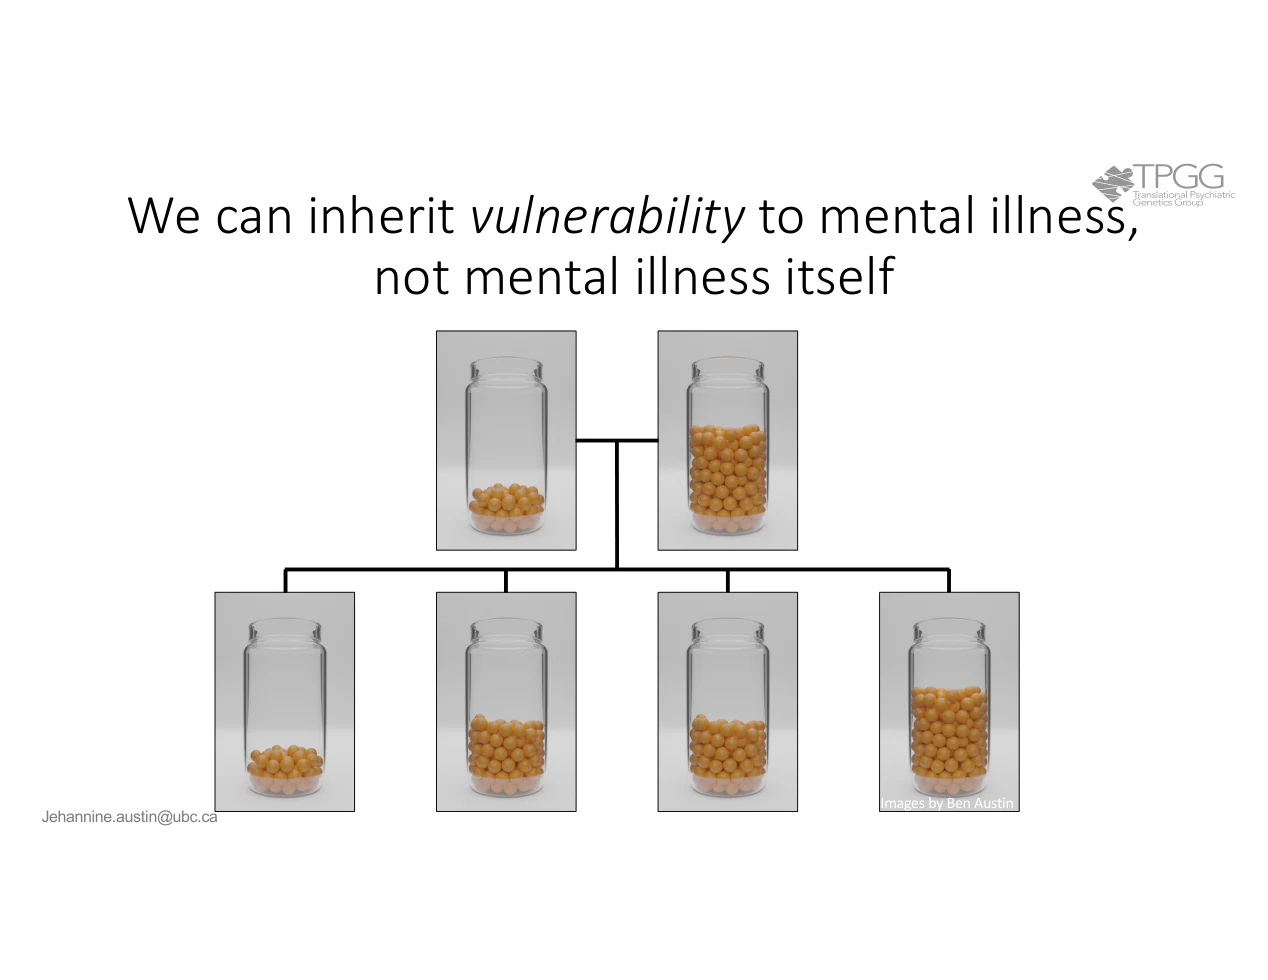 TPGG
Translational Psychiatric
Genetics Group
We can inherit vulnerability to mental illness,
not mental illness itself
Images by Ben Austin
Jehannine.austin@ubc.ca